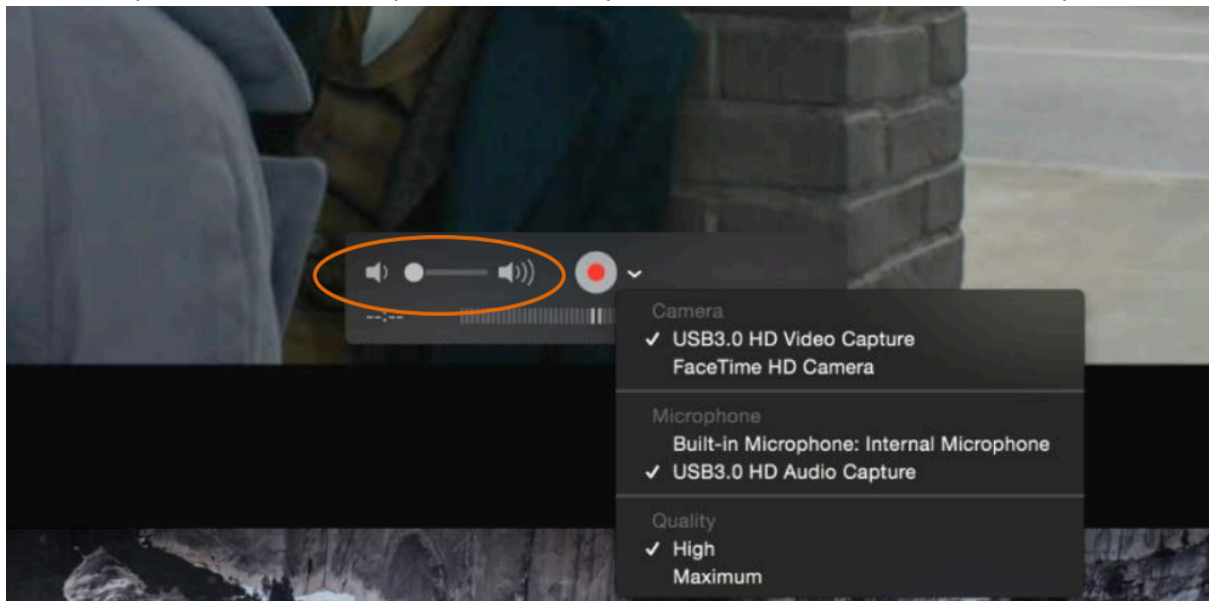 --:--
Camera
✓ USB3.0 HD Video Capture
FaceTime HD Camera
Microphone
Built-in Microphone: Internal Microphone
✓ USB3.0 HD Audio Capture
Quality
✓ High
Maximum